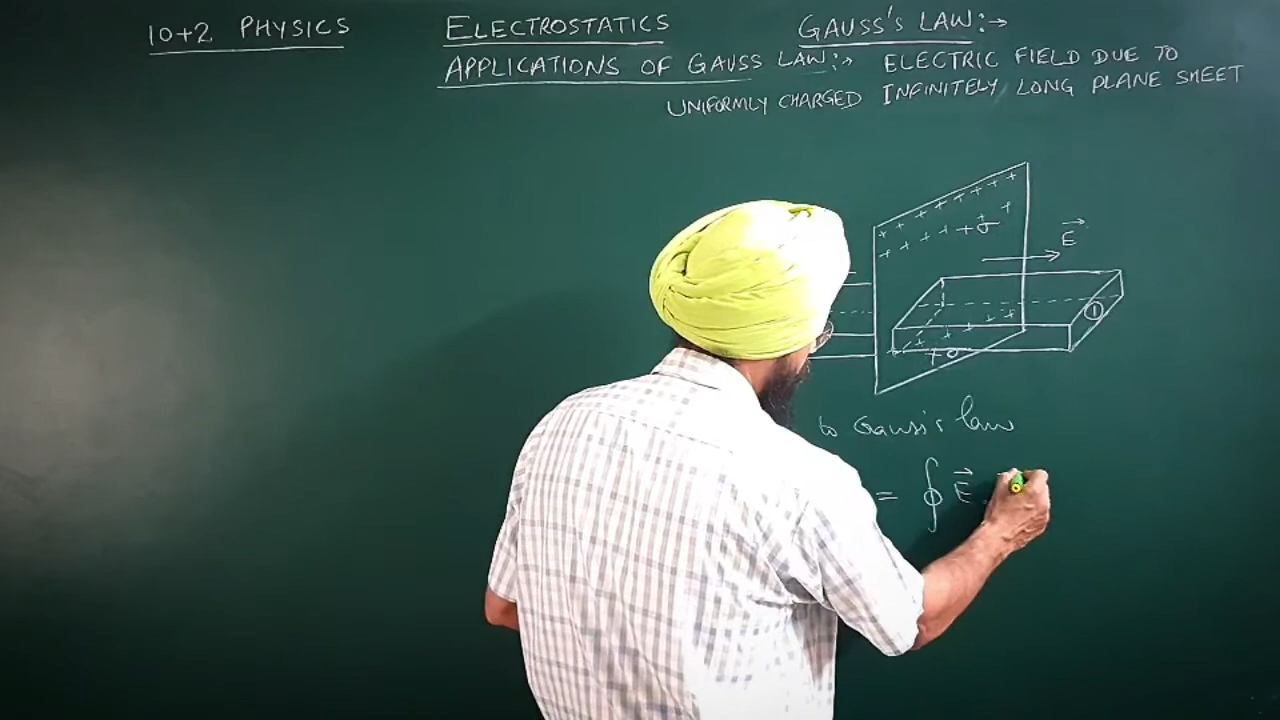 10+2 PHYSICS
ELECTROSTATICS
GAUSS'S LAW:→
APPLICATIONS OF GAUSS LAW:→ ELECTRIC FIELD DUE TO
UNIFORMLY CHARGED INFINITELY LONG PLANE SHEET
+ + + + + + + +
+ + + + +σ + +
E⃗
+ + + + +
①
+σ
to Gauss's law
= ∮ E⃗ .